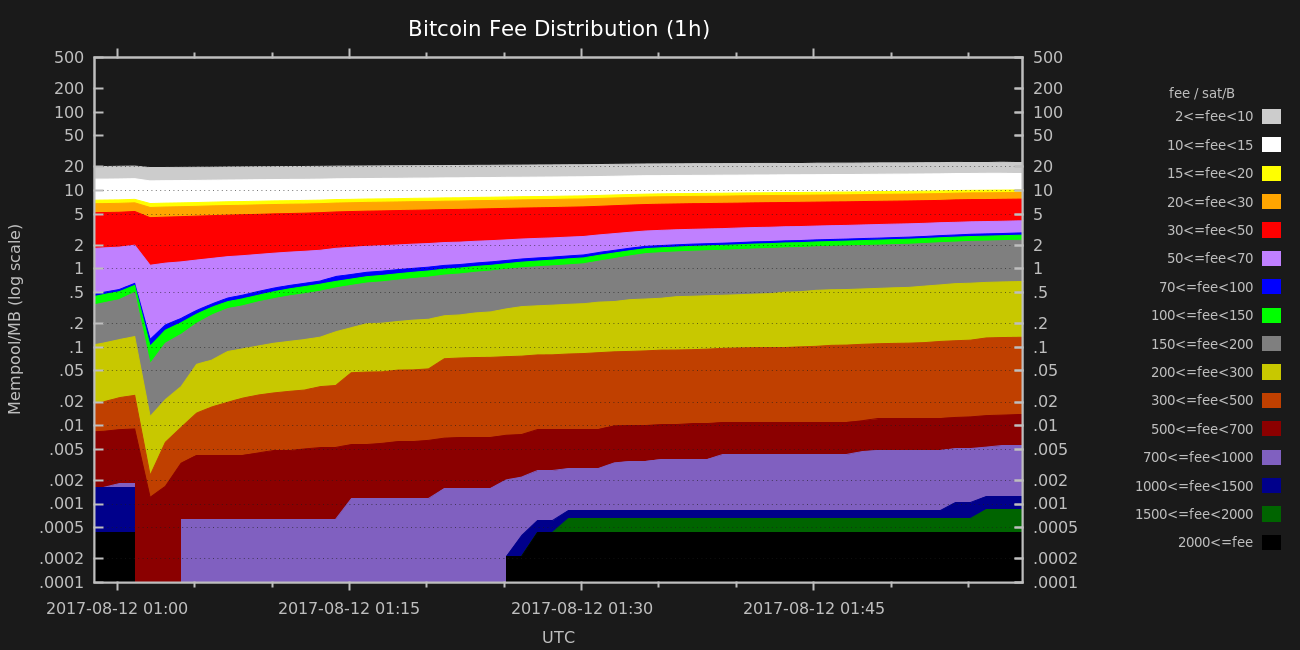 Bitcoin Fee Distribution (1h)
Mempool/MB (log scale)
500
200
100
50
20
10
5
2
1
.5
.2
.1
.05
.02
.01
.005
.002
.001
.0005
.0002
.0001
500
200
100
50
20
10
5
2
1
.5
.2
.1
.05
.02
.01
.005
.002
.001
.0005
.0002
.0001
2017-08-12 01:00 2017-08-12 01:15 2017-08-12 01:30 2017-08-12 01:45
UTC
fee / sat/B
2<=fee<10
10<=fee<15
15<=fee<20
20<=fee<30
30<=fee<50
50<=fee<70
70<=fee<100
100<=fee<150
150<=fee<200
200<=fee<300
300<=fee<500
500<=fee<700
700<=fee<1000
1000<=fee<1500
1500<=fee<2000
2000<=fee